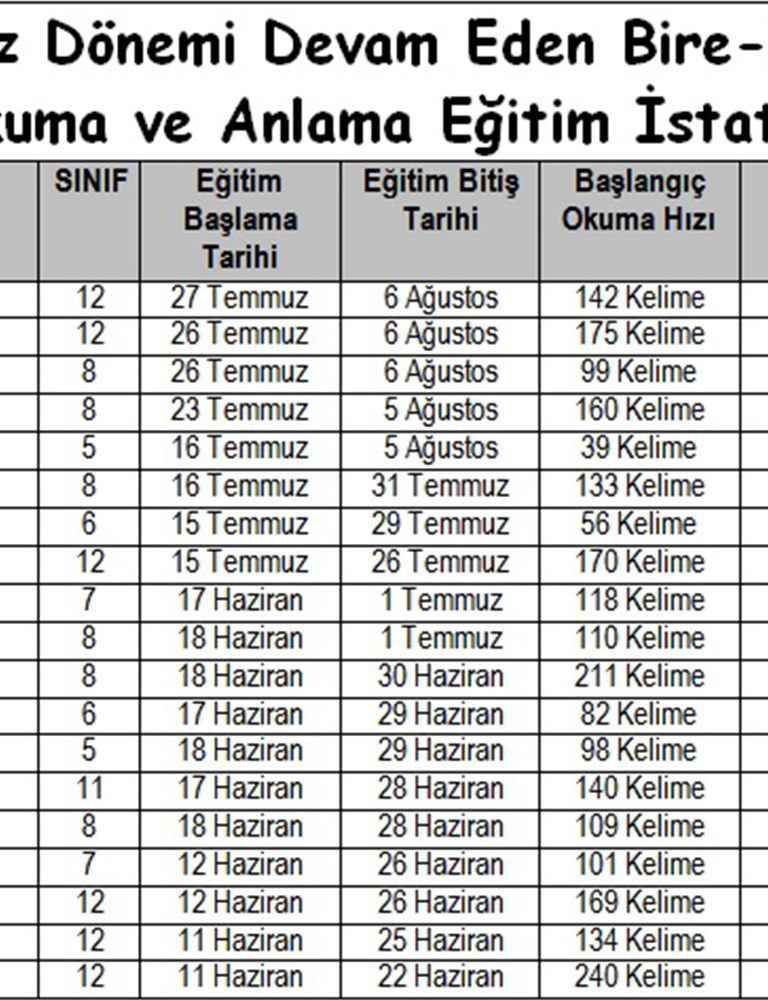 z Dönemi Devam Eden Bire-
kuma ve Anlama Eğitim İstat
SINIF Eğitim Başlama Tarihi Eğitim Bitiş Tarihi Başlangıç Okuma Hızı
12 27 Temmuz 6 Ağustos 142 Kelime
12 26 Temmuz 6 Ağustos 175 Kelime
8 26 Temmuz 6 Ağustos 99 Kelime
8 23 Temmuz 5 Ağustos 160 Kelime
5 16 Temmuz 5 Ağustos 39 Kelime
8 16 Temmuz 31 Temmuz 133 Kelime
6 15 Temmuz 29 Temmuz 56 Kelime
12 15 Temmuz 26 Temmuz 170 Kelime
7 17 Haziran 1 Temmuz 118 Kelime
8 18 Haziran 1 Temmuz 110 Kelime
8 18 Haziran 30 Haziran 211 Kelime
6 17 Haziran 29 Haziran 82 Kelime
5 18 Haziran 29 Haziran 98 Kelime
11 17 Haziran 28 Haziran 140 Kelime
8 18 Haziran 28 Haziran 109 Kelime
7 12 Haziran 26 Haziran 101 Kelime
12 12 Haziran 26 Haziran 169 Kelime
12 11 Haziran 25 Haziran 134 Kelime
12 11 Haziran 22 Haziran 240 Kelime